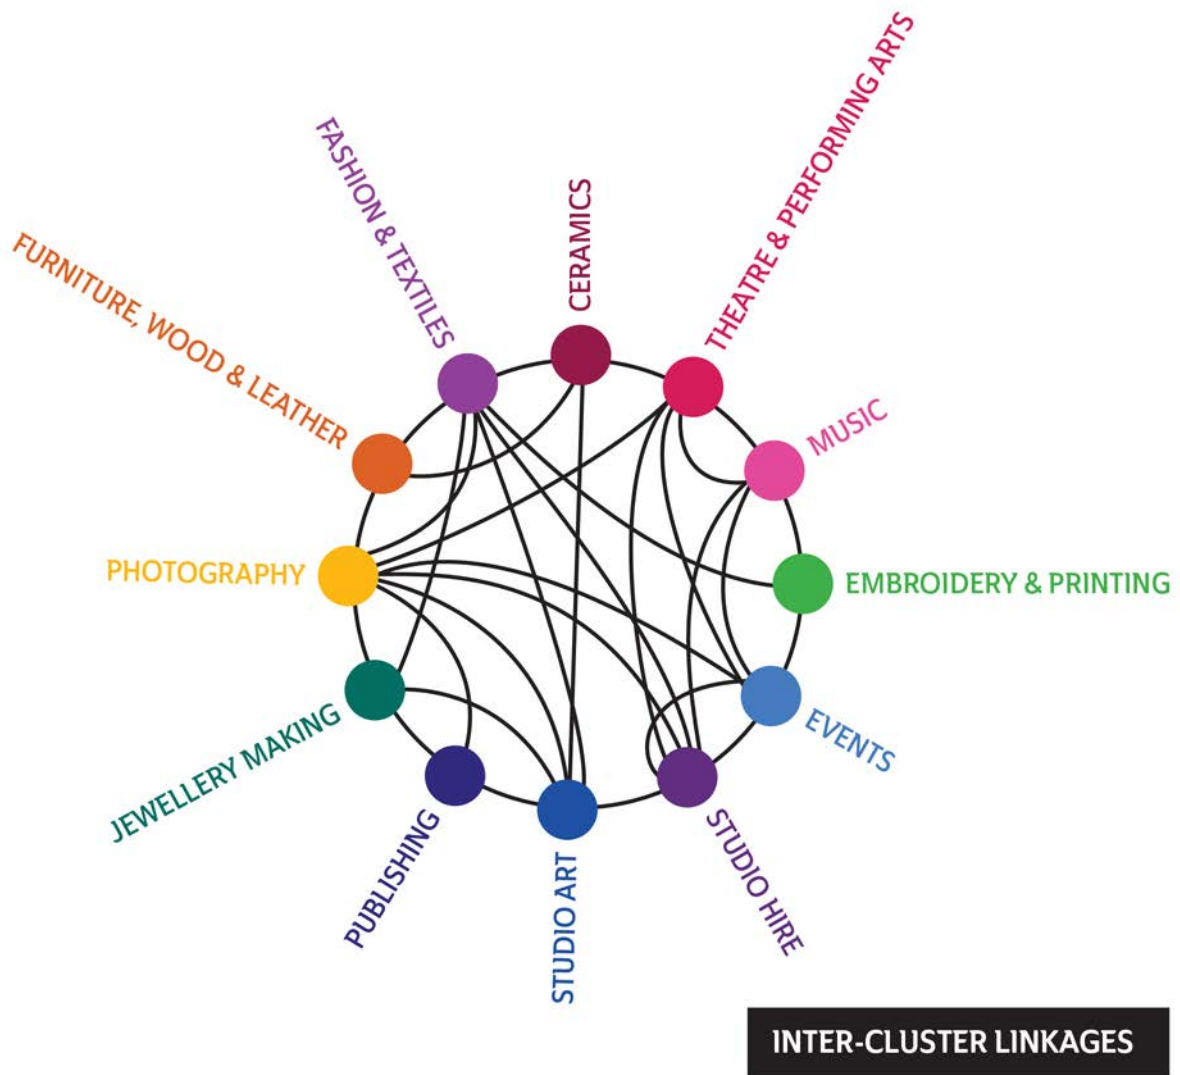 THEATRE & PERFORMING ARTS
FASHION & TEXTILES
CERAMICS
FURNITURE, WOOD & LEATHER
MUSIC
PHOTOGRAPHY
EMBROIDERY & PRINTING
JEWELLERY MAKING
EVENTS
PUBLISHING
STUDIO ART
STUDIO HIRE
INTER-CLUSTER LINKAGES